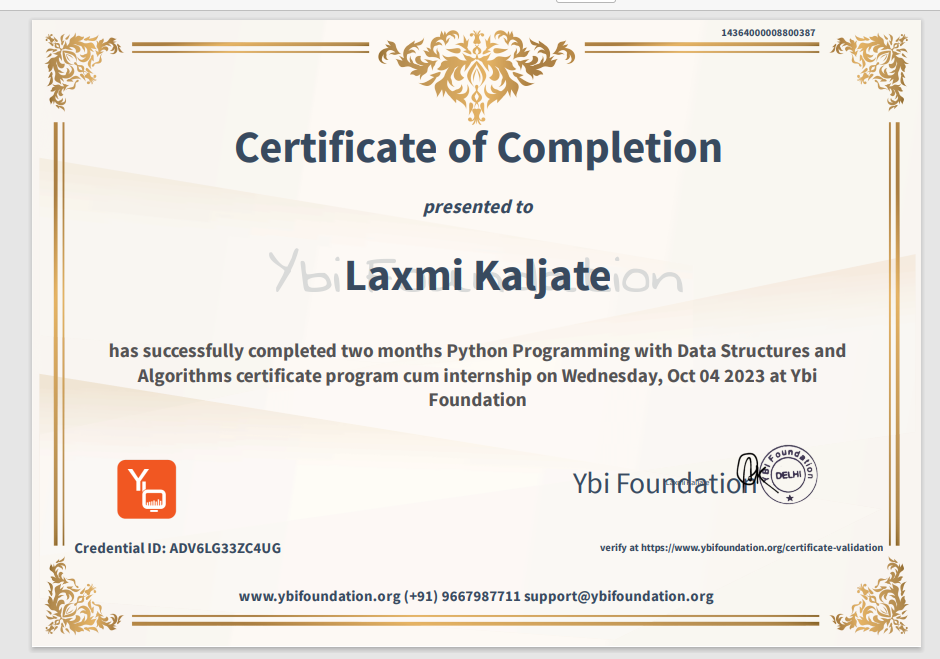 14364000008800387
Certificate of Completion
presented to
Ybi Foundation
Laxmi Kaljate
has successfully completed two months Python Programming with Data Structures and
Algorithms certificate program cum internship on Wednesday, Oct 04 2023 at Ybi
Foundation
Y
Ybi Foundation
Ybi Foundation
DELHI
Credential ID: ADV6LG33ZC4UG
verify at https://www.ybifoundation.org/certificate-validation
www.ybifoundation.org (+91) 9667987711 support@ybifoundation.org